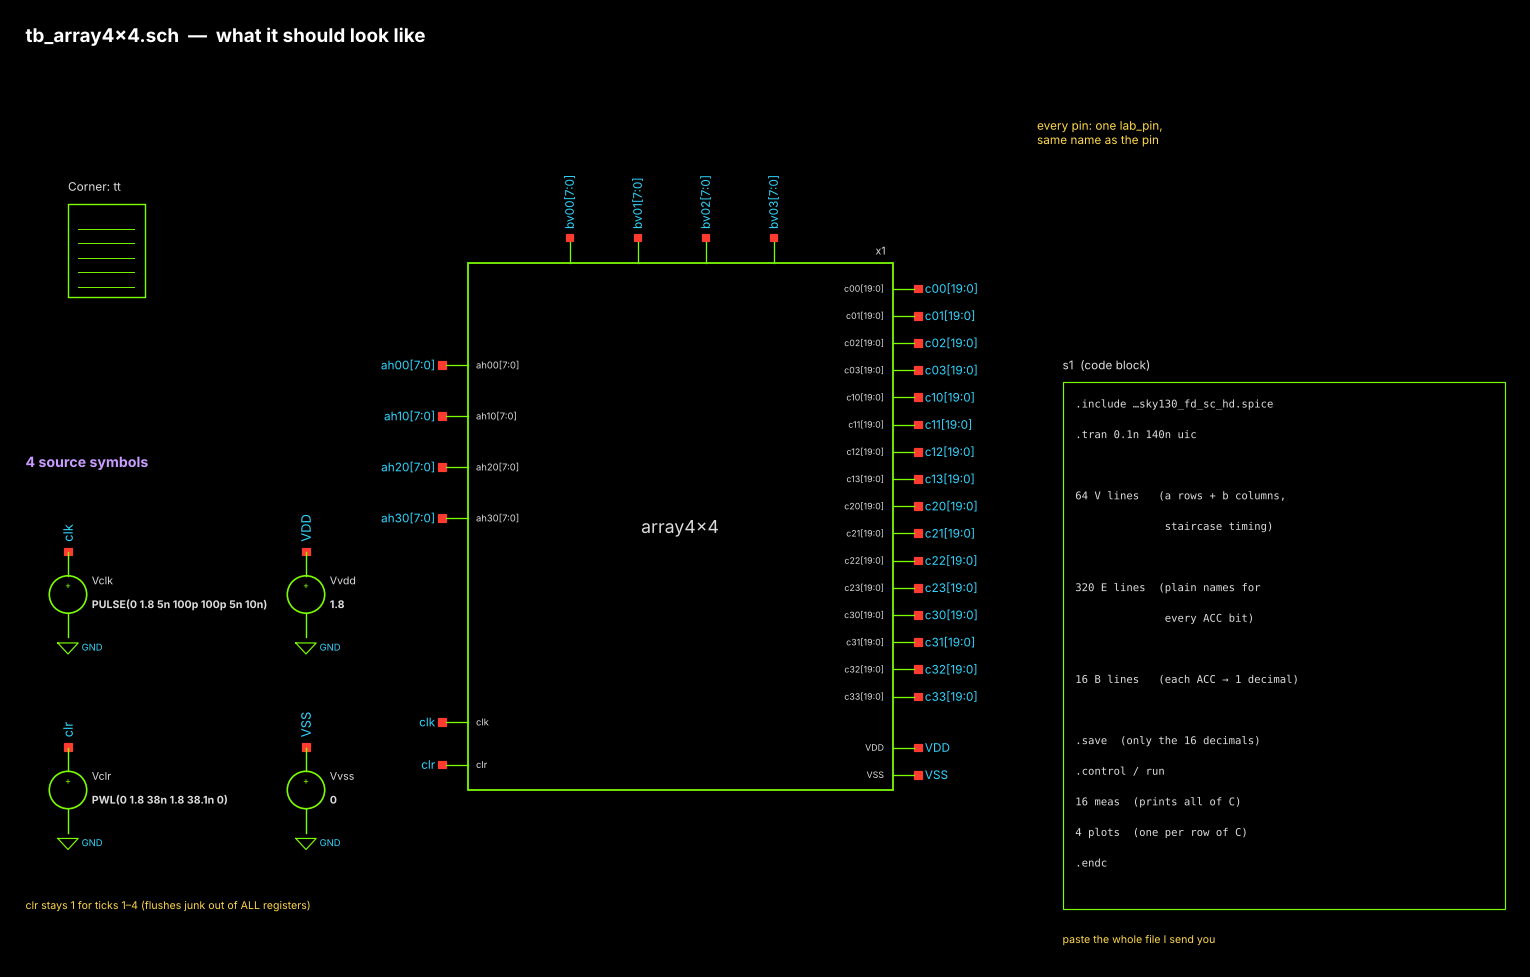 tb_array4×4.sch — what it should look like
every pin: one lab_pin,
same name as the pin
Corner: tt
bv00[7:0]
bv01[7:0]
bv02[7:0]
bv03[7:0]
x1
c00[19:0] c00[19:0]
c01[19:0] c01[19:0]
c02[19:0] c02[19:0]
c03[19:0] c03[19:0]
c10[19:0] c10[19:0]
c11[19:0] c11[19:0]
c12[19:0] c12[19:0]
c13[19:0] c13[19:0]
c20[19:0] c20[19:0]
c21[19:0] c21[19:0]
c22[19:0] c22[19:0]
c23[19:0] c23[19:0]
c30[19:0] c30[19:0]
c31[19:0] c31[19:0]
c32[19:0] c32[19:0]
c33[19:0] c33[19:0]
VDD VDD
VSS VSS
ah00[7:0] ah00[7:0]
ah10[7:0] ah10[7:0]
ah20[7:0] ah20[7:0]
ah30[7:0] ah30[7:0]
array4×4
clk clk
clr clr
4 source symbols
clk
+
Vclk
PULSE(0 1.8 5n 100p 100p 5n 10n)
GND
VDD
+
Vvdd
1.8
GND
clr
+
Vclr
PWL(0 1.8 38n 1.8 38.1n 0)
GND
VSS
+
Vvss
0
GND
clr stays 1 for ticks 1–4 (flushes junk out of ALL registers)
s1 (code block)
.include …sky130_fd_sc_hd.spice
.tran 0.1n 140n uic
64 V lines (a rows + b columns,
staircase timing)
320 E lines (plain names for
every ACC bit)
16 B lines (each ACC → 1 decimal)
.save (only the 16 decimals)
.control / run
16 meas (prints all of C)
4 plots (one per row of C)
.endc
paste the whole file I send you